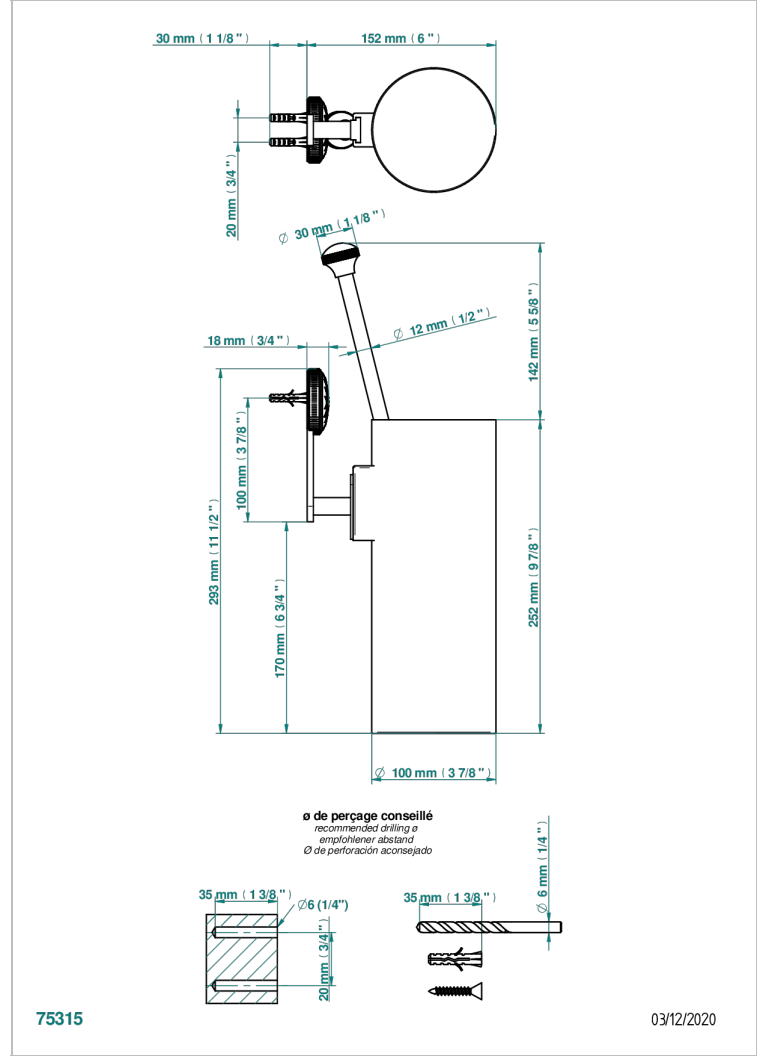 30 mm ( 1 1/8 " )
152 mm ( 6 " )
20 mm ( 3/4 " )
Ø 30 mm ( 1 1/8 " )
Ø 12 mm ( 1/2 " )
18 mm ( 3/4 " )
142 mm ( 5 5/8 " )
100 mm ( 3 7/8 " )
293 mm ( 11 1/2 " )
252 mm ( 9 7/8 " )
170 mm ( 6 3/4 " )
Ø 100 mm ( 3 7/8 " )
ø de perçage conseillé
recommended drilling ø
empfohlener abstand
Ø de perforación aconsejado
35 mm ( 1 3/8 " )
Ø6 (1/4")
20 mm ( 3/4 " )
35 mm ( 1 3/8 " )
Ø 6 mm ( 1/4 " )
75315
03/12/2020